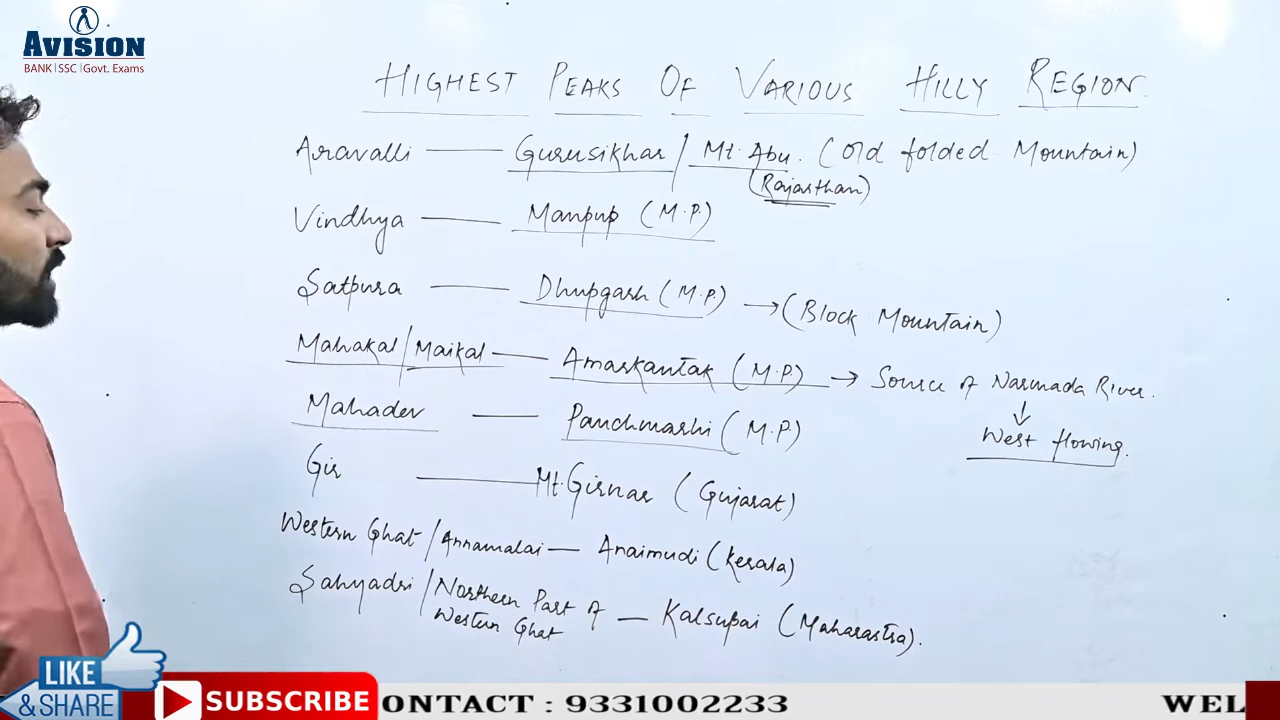 AVISION
BANK|SSC|Govt. Exams
HIGHEST PEAKS OF VARIOUS HILLY REGION
Aravalli — Gurusikhar / Mt. Abu. (old folded Mountain)
(Rajasthan)
Vindhya — Manpup (M.P.)
Satpura — Dhupgarh (M.P) → (Block Mountain)
Mahakal/Maikal — Amarkantak (M.P) → Source of Narmada River.
↓
West flowing.
Mahadev — Panchmarhi (M.P)
Gir — Mt. Girnar (Gujarat)
Western Ghat / Annamalai — Anaimudi (Kerala)
Sahyadri / Northern Part of — Kalsupai (Maharastra).
Western Ghat
LIKE
& SHARE
SUBSCRIBE
ONTACT : 9331002233
WEL